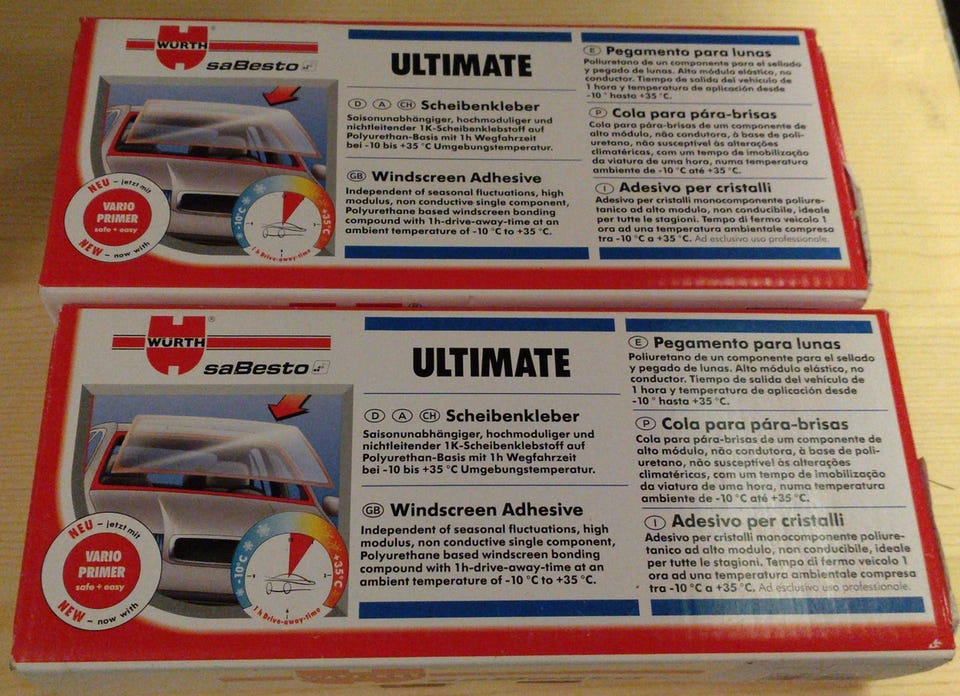 WÜRTH
®
saBesto
NEU – jetzt mit
VARIO
PRIMER
safe + easy
NEW – now with
-10°C
+35°C
1 h Drive-away-time
ULTIMATE
D A CH Scheibenkleber
Saisonunabhängiger, hochmoduliger und
nichtleitender 1K-Scheibenklebstoff auf
Polyurethan-Basis mit 1h Wegfahrzeit
bei -10 bis +35 °C Umgebungstemperatur.
GB Windscreen Adhesive
Independent of seasonal fluctuations, high
modulus, non conductive single component,
Polyurethane based windscreen bonding
compound with 1h-drive-away-time at an
ambient temperature of -10 °C to +35 °C.
E Pegamento para lunas
Poliuretano de un componente para el sellado
y pegado de lunas. Alto módulo elástico, no
conductor. Tiempo de salida del vehículo de
1 hora y temperatura de aplicación desde
-10 ° hasta +35 °C.
P Cola para pára-brisas
Cola para pára-brisas de um componente de
alto módulo, não condutora, à base de poli-
uretano, não susceptível às alterações
climatéricas, com um tempo de imobilização
da viatura de uma hora, numa temperatura
ambiente de -10 °C até +35 °C.
I Adesivo per cristalli
Adesivo per cristalli monocomponente poliure-
tanico ad alto modulo, non conducibile, ideale
per tutte le stagioni. Tempo di fermo veicolo 1
ora ad una temperatura ambientale compresa
tra -10 °C a +35 °C. Ad esclusivo uso professionale.
WÜRTH
®
saBesto
NEU – jetzt mit
VARIO
PRIMER
safe + easy
NEW – now with
-10°C
+35°C
1 h Drive-away-time
ULTIMATE
D A CH Scheibenkleber
Saisonunabhängiger, hochmoduliger und
nichtleitender 1K-Scheibenklebstoff auf
Polyurethan-Basis mit 1h Wegfahrzeit
bei -10 bis +35 °C Umgebungstemperatur.
GB Windscreen Adhesive
Independent of seasonal fluctuations, high
modulus, non conductive single component,
Polyurethane based windscreen bonding
compound with 1h-drive-away-time at an
ambient temperature of -10 °C to +35 °C.
E Pegamento para lunas
Poliuretano de un componente para el sellado
y pegado de lunas. Alto módulo elástico, no
conductor. Tiempo de salida del vehículo de
1 hora y temperatura de aplicación desde
-10 ° hasta +35 °C.
P Cola para pára-brisas
Cola para pára-brisas de um componente de
alto módulo, não condutora, à base de poli-
uretano, não susceptível às alterações
climatéricas, com um tempo de imobilização
da viatura de uma hora, numa temperatura
ambiente de -10 °C até +35 °C.
I Adesivo per cristalli
Adesivo per cristalli monocomponente poliure-
tanico ad alto modulo, non conducibile, ideale
per tutte le stagioni. Tempo di fermo veicolo 1
ora ad una temperatura ambientale compresa
tra -10 °C a +35 °C. Ad esclusivo uso professionale.